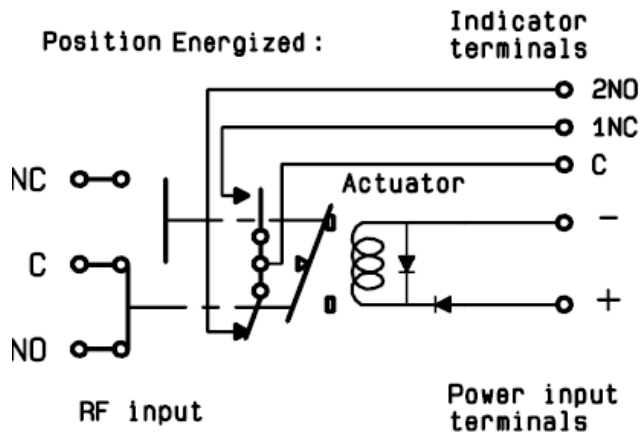 Position Energized :
Indicator
terminals
2NO
1NC
C
NC
Actuator
-
C
+
NO
RF input
Power input
terminals